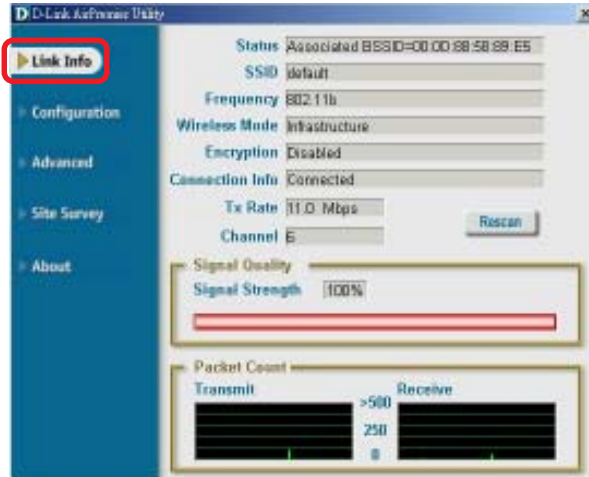 D-Link AirPremier Utility
Link Info
Configuration
Advanced
Site Survey
About
Status Associated BSSID=00:0D:88:58:89:E5
SSID default
Frequency 802.11b
Wireless Mode Infrastructure
Encryption Disabled
Connection Info Connected
Tx Rate 11.0 Mbps
Channel 6
Rescan
Signal Quality
Signal Strength 100%
Packet Count
Transmit
Receive
>500
250
0